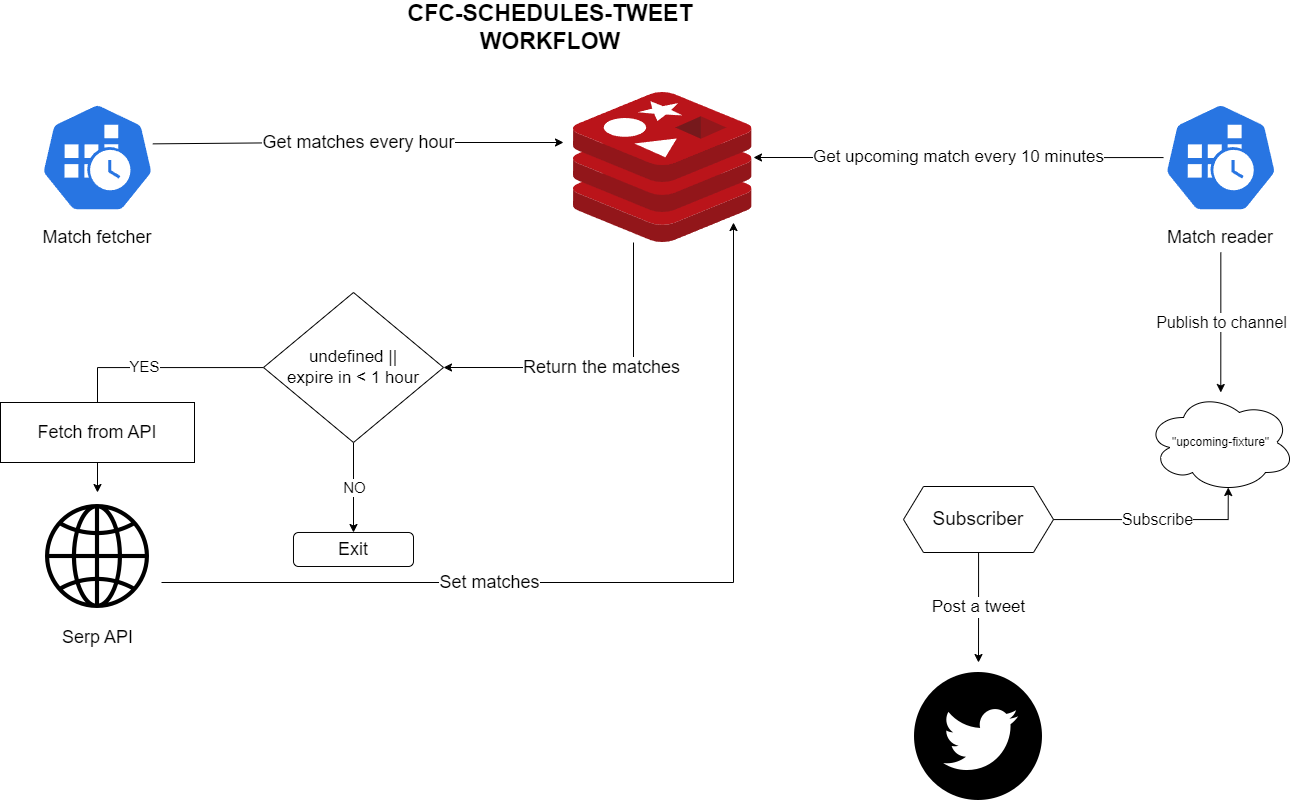 CFC-SCHEDULES-TWEET
WORKFLOW
Get matches every hour
Get upcoming match every 10 minutes
Match fetcher
Match reader
Publish to channel
undefined ||
expire in < 1 hour
YES
Return the matches
Fetch from API
"upcoming-fixture"
NO
Subscriber
Subscribe
Exit
Set matches
Post a tweet
Serp API